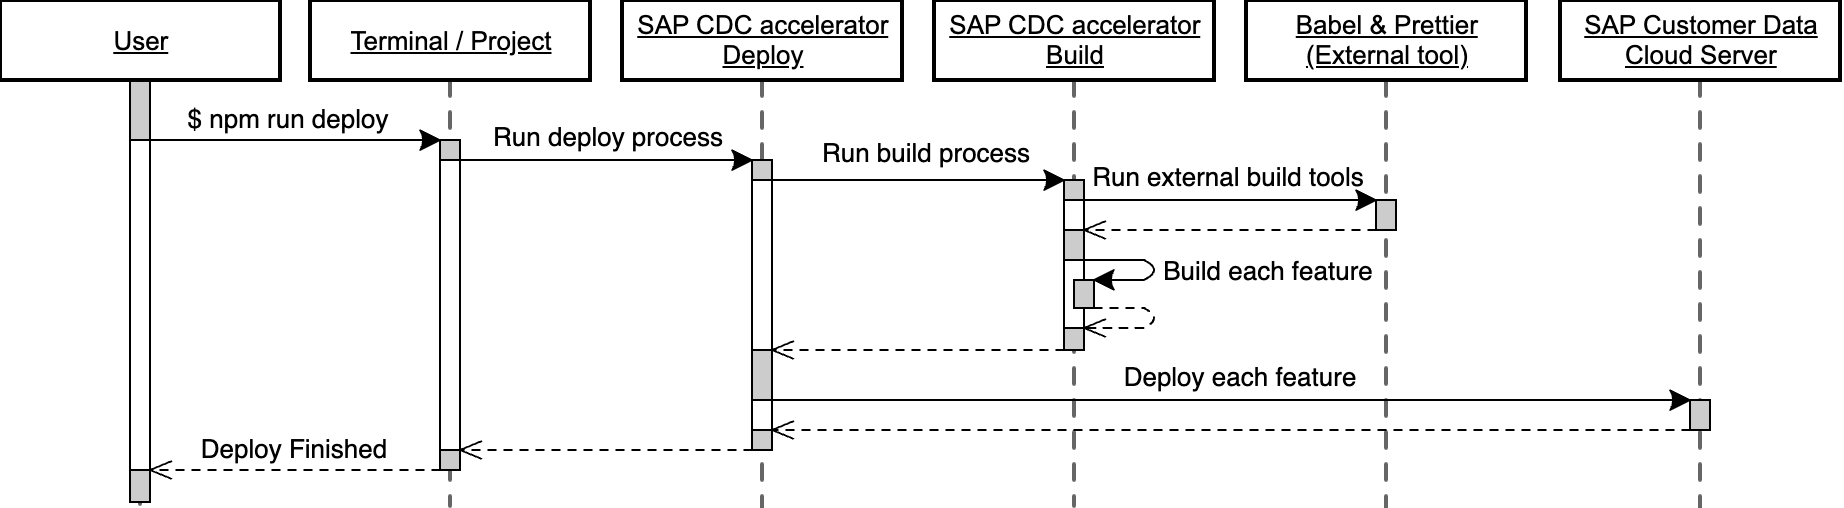 User
Terminal / Project
SAP CDC accelerator
Deploy
SAP CDC accelerator
Build
Babel & Prettier
(External tool)
SAP Customer Data
Cloud Server
$ npm run deploy
Run deploy process
Run build process
Run external build tools
Build each feature
Deploy each feature
Deploy Finished